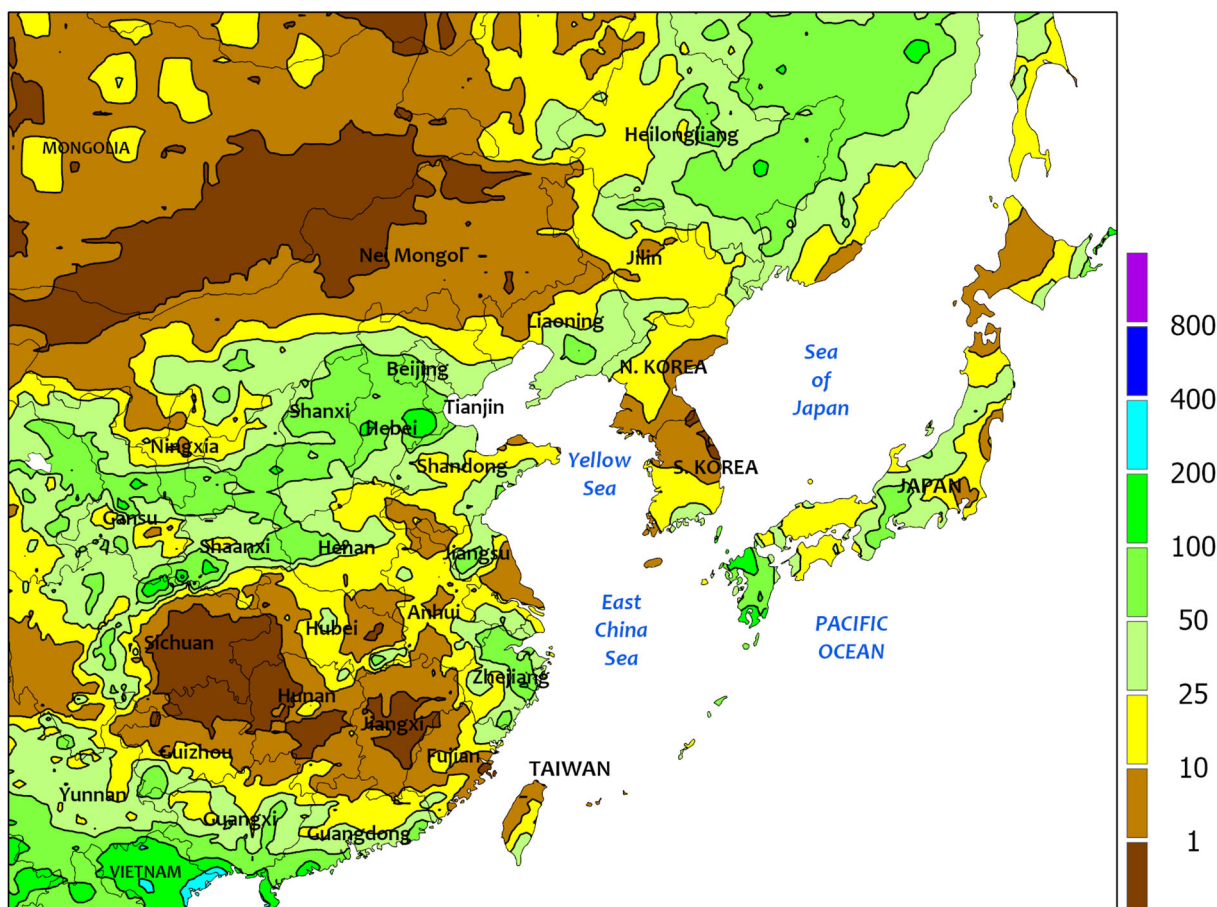 Heilongjiang
MONGOLIA
Nei Mongol
Jilin
Liaoning
Beijing
N. KOREA
Sea
of
Japan
Shanxi
Tianjin
Hebei
Ningxia
Shandong
Yellow
Sea
S. KOREA
JAPAN
Gansu
Shaanxi
Henan
Jiangsu
Anhui
Hubei
East
China
Sea
PACIFIC
OCEAN
Sichuan
Zhejiang
Hunan
Jiangxi
Guizhou
Fujian
TAIWAN
Yunnan
Guangxi
Guangdong
VIETNAM
800
400
200
100
50
25
10
1